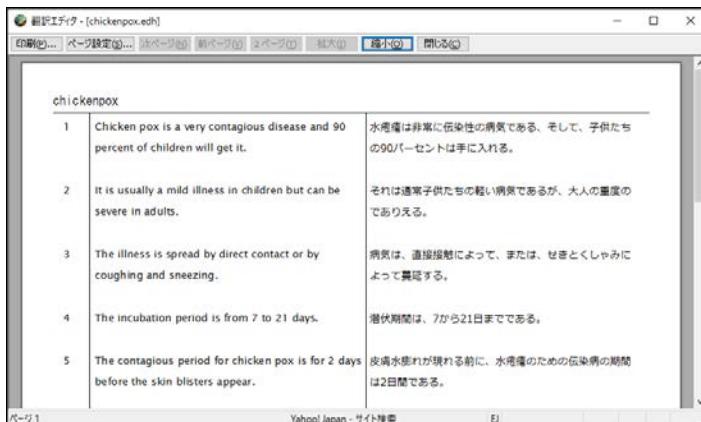 翻訳エディタ - [chickenpox.edh]
印刷(P)... ページ設定(S)... 次ページ(N) 前ページ(V) 2ページ(T) 拡大(I) 縮小(O) 閉じる(C)
chickenpox
1 Chicken pox is a very contagious disease and 90 水疱瘡は非常に伝染性の病気である、そして、子供たち
percent of children will get it. の90パーセントは手に入れる。
2 It is usually a mild illness in children but can be それは通常子供たちの軽い病気であるが、大人の重度の
severe in adults. でありえる。
3 The illness is spread by direct contact or by 病気は、直接接触によって、または、せきとくしゃみに
coughing and sneezing. よって蔓延する。
4 The incubation period is from 7 to 21 days. 潜伏期間は、7から21日までである。
5 The contagious period for chicken pox is for 2 days 皮膚水膨れが現れる前に、水疱瘡のための伝染病の期間
before the skin blisters appear. は2日間である。
ページ 1 Yahoo! Japan - サイト検索 EJ